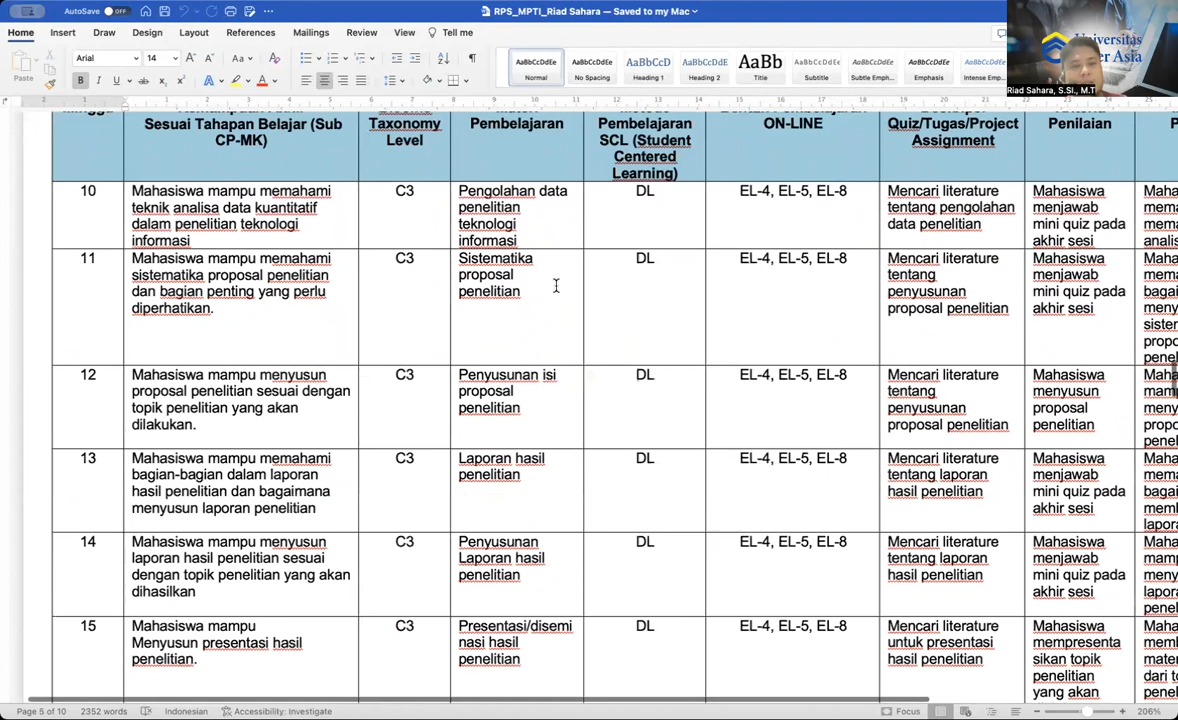 AutoSave OFF
RPS_MPTI_Riad Sahara — Saved to my Mac
Home Insert Draw Design Layout References Mailings Review View Tell me
Paste
Arial 14
AaBbCcDdEe Normal
AaBbCcDdEe No Spacing
AaBbCcD Heading 1
AaBbCcDdE Heading 2
AaBb Title
AaBbCcDdEe Subtitle
AaBbCcDdEe Subtle Emph...
AaBbCcDdEe Emphasis
Intense Em...
Riad Sahara, S.Si., M.T
Sesuai Tahapan Belajar (Sub CP-MK)
Taxonomy Level
Pembelajaran
Pembelajaran SCL (Student Centered Learning)
ON-LINE
Quiz/Tugas/Project Assignment
Penilaian
10
Mahasiswa mampu memahami
teknik analisa data kuantitatif
dalam penelitian teknologi
informasi
C3
Pengolahan data
penelitian
teknologi
informasi
DL
EL-4, EL-5, EL-8
Mencari literature
tentang pengolahan
data penelitian
Mahasiswa
menjawab
mini quiz pada
akhir sesi
11
Mahasiswa mampu memahami
sistematika proposal penelitian
dan bagian penting yang perlu
diperhatikan.
C3
Sistematika
proposal
penelitian
DL
EL-4, EL-5, EL-8
Mencari literature
tentang
penyusunan
proposal penelitian
Mahasiswa
menjawab
mini quiz pada
akhir sesi
12
Mahasiswa mampu menyusun
proposal penelitian sesuai dengan
topik penelitian yang akan
dilakukan.
C3
Penyusunan isi
proposal
penelitian
DL
EL-4, EL-5, EL-8
Mencari literature
tentang
penyusunan
proposal penelitian
Mahasiswa
menyusun
proposal
penelitian
13
Mahasiswa mampu memahami
bagian-bagian dalam laporan
hasil penelitian dan bagaimana
menyusun laporan penelitian
C3
Laporan hasil
penelitian
DL
EL-4, EL-5, EL-8
Mencari literature
tentang laporan
hasil penelitian
Mahasiswa
menjawab
mini quiz pada
akhir sesi
14
Mahasiswa mampu menyusun
laporan hasil penelitian sesuai
dengan topik penelitian yang akan
dihasilkan
C3
Penyusunan
Laporan hasil
penelitian
DL
EL-4, EL-5, EL-8
Mencari literature
tentang laporan
hasil penelitian
Mahasiswa
menjawab
mini quiz pada
akhir sesi
15
Mahasiswa mampu
Menyusun presentasi hasil
penelitian.
C3
Presentasi/disemi
nasi hasil
penelitian
DL
EL-4, EL-5, EL-8
Mencari literature
untuk presentasi
hasil penelitian
Mahasiswa
mempresenta
sikan topik
penelitian
yang akan
Page 5 of 10 2352 words Indonesian Accessibility: Investigate Focus 206%